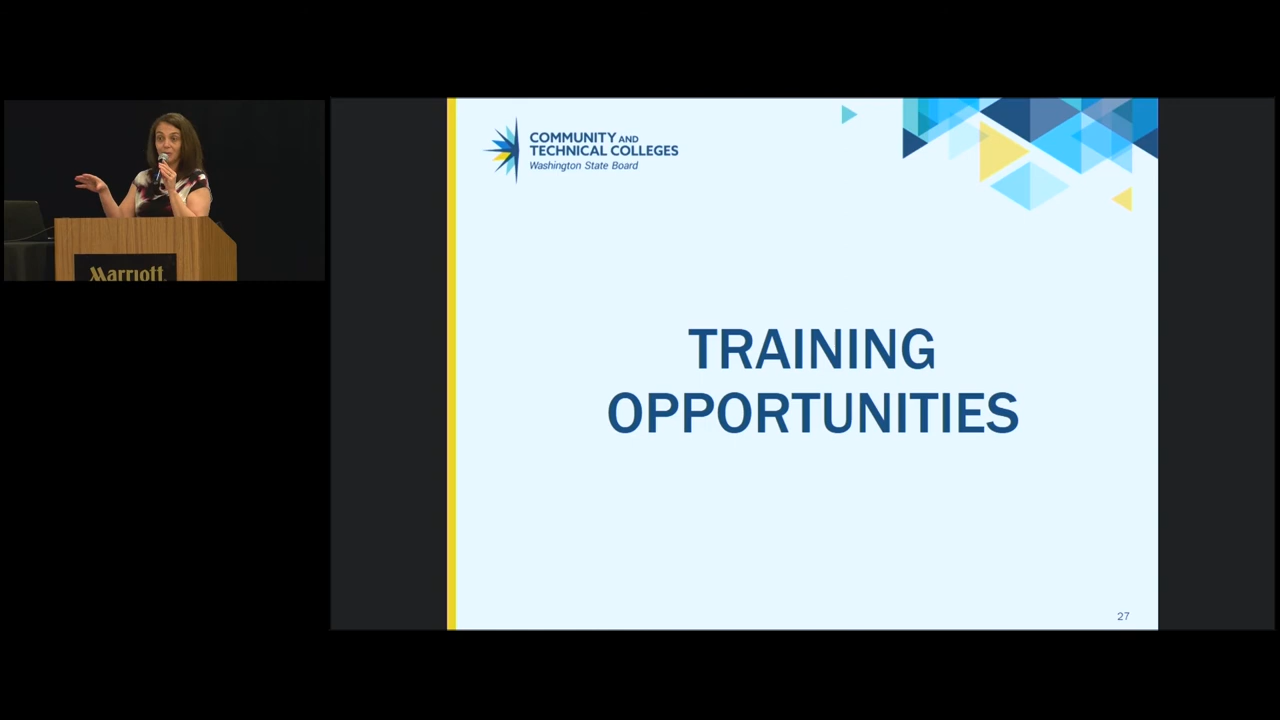 Marriott
COMMUNITY AND
TECHNICAL COLLEGES
Washington State Board
TRAINING
OPPORTUNITIES
27